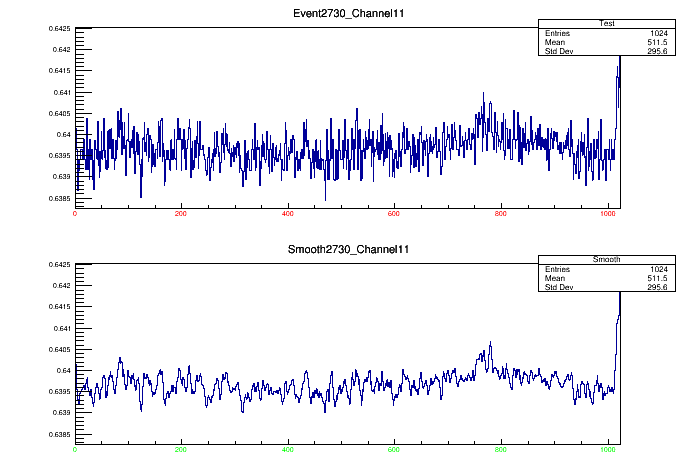 Event2730_Channel11
Test
Entries 1024
Mean 511.5
Std Dev 295.6
0.6425
0.642
0.6415
0.641
0.6405
0.64
0.6395
0.639
0.6385
0 200 400 600 800 1000
Smooth2730_Channel11
Smooth
Entries 1024
Mean 511.5
Std Dev 295.6
0.6425
0.642
0.6415
0.641
0.6405
0.64
0.6395
0.639
0.6385
0 200 400 600 800 1000